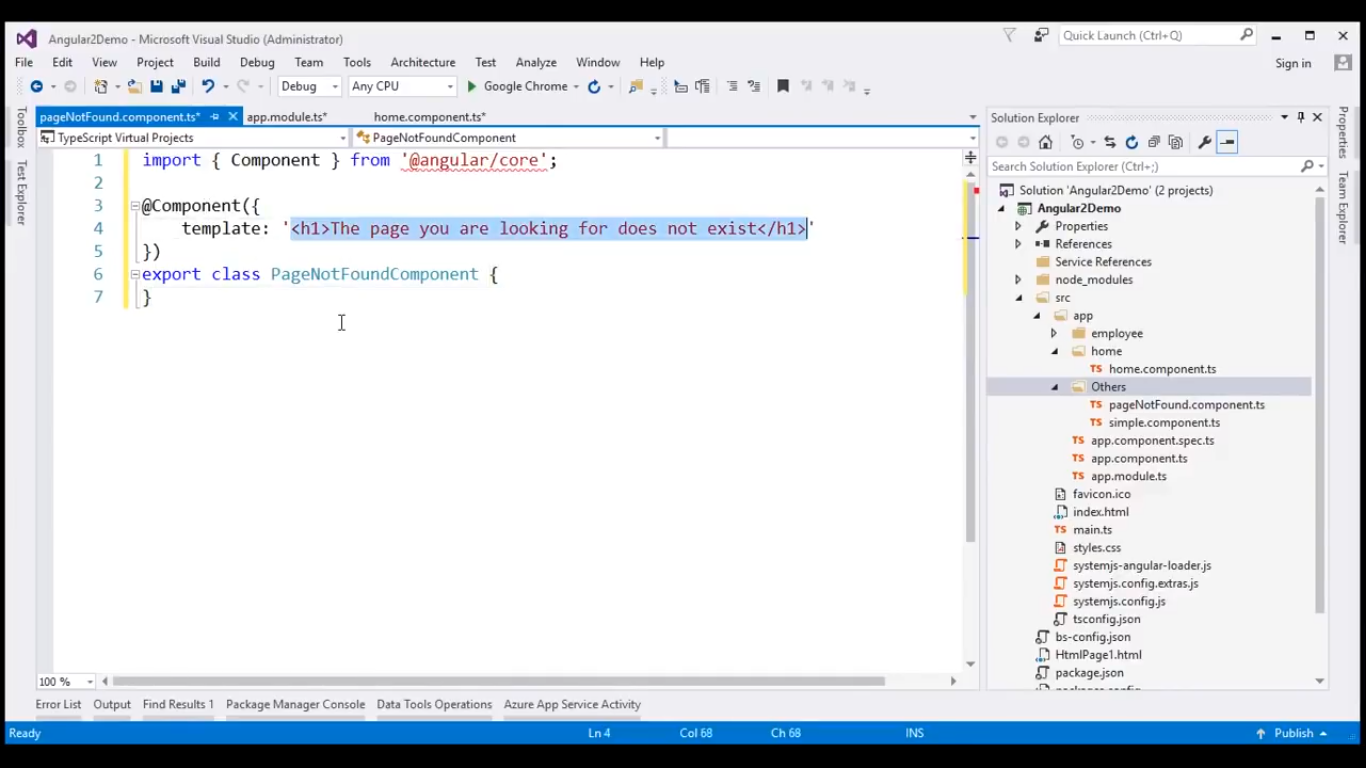 Angular2Demo - Microsoft Visual Studio (Administrator)
Quick Launch (Ctrl+Q)
File Edit View Project Build Debug Team Tools Architecture Test Analyze Window Help
Sign in
Debug Any CPU Google Chrome
pageNotFound.component.ts* app.module.ts* home.component.ts*
TypeScript Virtual Projects PageNotFoundComponent
Toolbox
Test Explorer
1 import { Component } from '@angular/core';
2
3 @Component({
4 template: '<h1>The page you are looking for does not exist</h1>'
5 })
6 export class PageNotFoundComponent {
7 }
100 %
Solution Explorer
Search Solution Explorer (Ctrl+;)
Solution 'Angular2Demo' (2 projects)
Angular2Demo
Properties
References
Service References
node_modules
src
app
employee
home
home.component.ts
Others
pageNotFound.component.ts
simple.component.ts
app.component.spec.ts
app.component.ts
app.module.ts
favicon.ico
index.html
main.ts
styles.css
systemjs-angular-loader.js
systemjs.config.extras.js
systemjs.config.js
tsconfig.json
bs-config.json
HtmlPage1.html
package.json
Properties
Team Explorer
Error List Output Find Results 1 Package Manager Console Data Tools Operations Azure App Service Activity
Ready Ln 4 Col 68 Ch 68 INS Publish